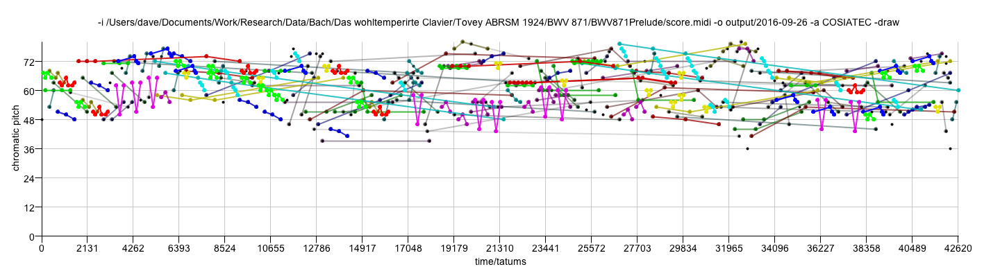 -i /Users/dave/Documents/Work/Research/Data/Bach/Das wohltemperirte Clavier/Tovey ABRSM 1924/BWV 871/BWV871Prelude/score.midi -o output/2016-09-26 -a COSIATEC -draw
chromatic pitch
72
60
48
36
24
12
0
0 2131 4262 6393 8524 10655 12786 14917 17048 19179 21310 23441 25572 27703 29834 31965 34096 36227 38358 40489 42620
time/tatums